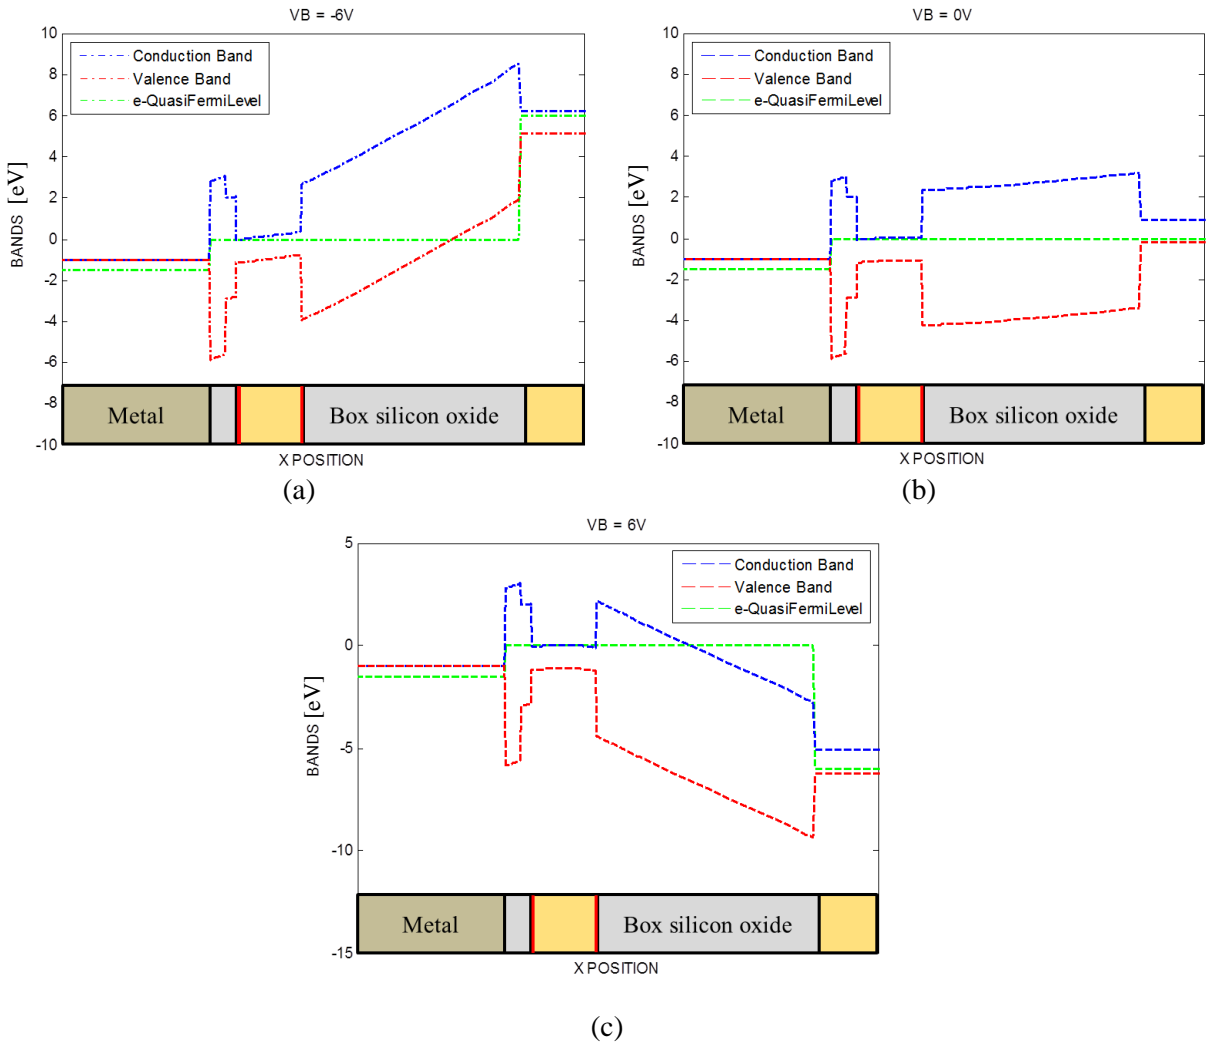 VB = -6V
10
8
6
4
2
0
-2
-4
-6
-8
-10
BANDS [eV]
Conduction Band
Valence Band
e-QuasiFermiLevel
Metal
Box silicon oxide
X POSITION
(a)
VB = 0V
10
8
6
4
2
0
-2
-4
-6
-8
-10
BANDS [eV]
Conduction Band
Valence Band
e-QuasiFermiLevel
Metal
Box silicon oxide
X POSITION
(b)
VB = 6V
5
0
-5
-10
-15
BANDS [eV]
Conduction Band
Valence Band
e-QuasiFermiLevel
Metal
Box silicon oxide
X POSITION
(c)